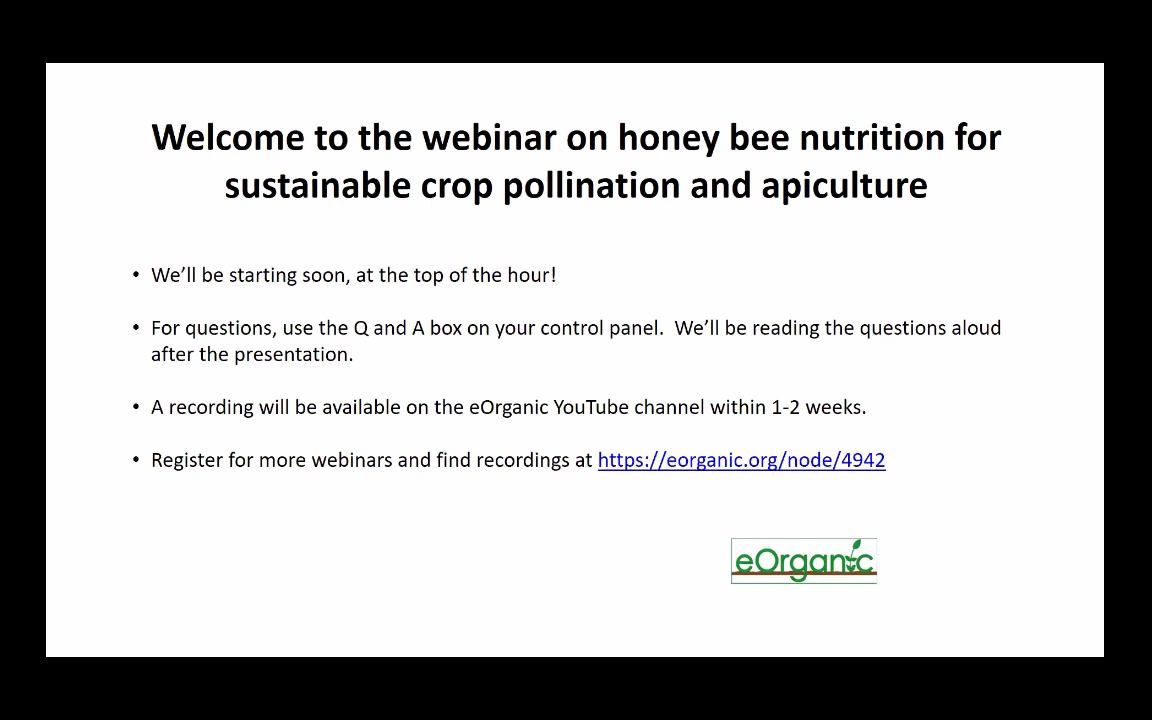 Welcome to the webinar on honey bee nutrition for
sustainable crop pollination and apiculture
• We’ll be starting soon, at the top of the hour!
• For questions, use the Q and A box on your control panel.  We’ll be reading the questions aloud
after the presentation.
• A recording will be available on the eOrganic YouTube channel within 1-2 weeks.
• Register for more webinars and find recordings at https://eorganic.org/node/4942
eOrganic